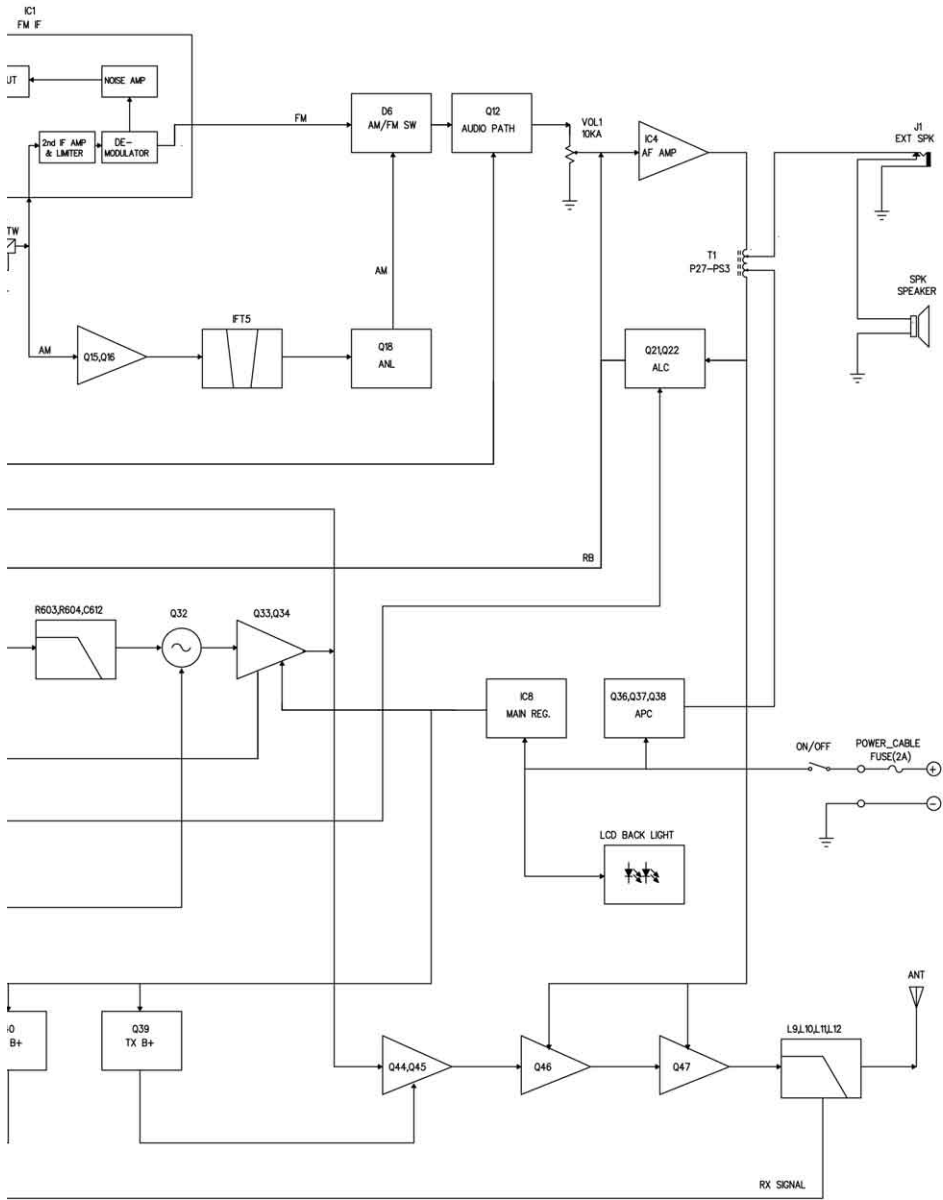 IC1
FM IF
UT
NOISE AMP
2nd IF AMP
& LIMITER
DE-
MODULATOR
FM
D6
AM/FM SW
Q12
AUDIO PATH
VOL1
10KA
IC4
AF AMP
J1
EXT SPK
TW
AM
T1
P27-PS3
SPK
SPEAKER
AM
Q15,Q16
IFT5
Q18
ANL
Q21,Q22
ALC
RB
R603,R604,C612
Q32
Q33,Q34
IC8
MAIN REG.
Q36,Q37,Q38
APC
ON/OFF
POWER_CABLE
FUSE(2A)
+
−
LCD BACK LIGHT
ANT
B+
Q39
TX B+
Q44,Q45
Q46
Q47
L9,L10,L11,L12
RX SIGNAL